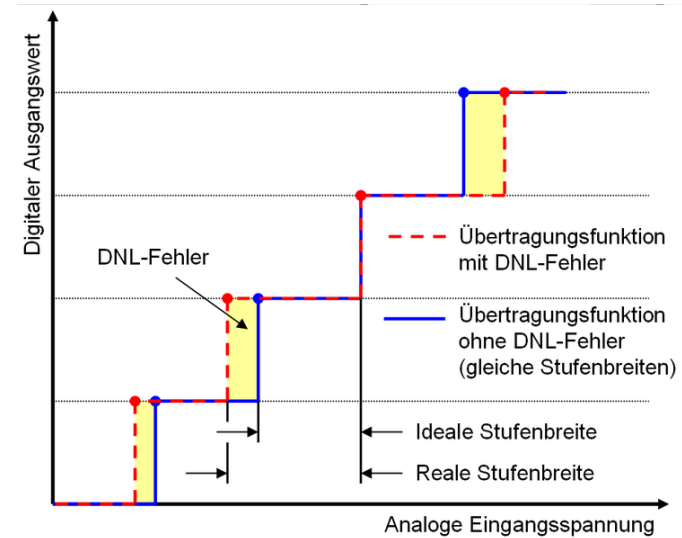 Digitaler Ausgangswert
DNL-Fehler
Übertragungsfunktion
mit DNL-Fehler
Übertragungsfunktion
ohne DNL-Fehler
(gleiche Stufenbreiten)
Ideale Stufenbreite
Reale Stufenbreite
Analoge Eingangsspannung